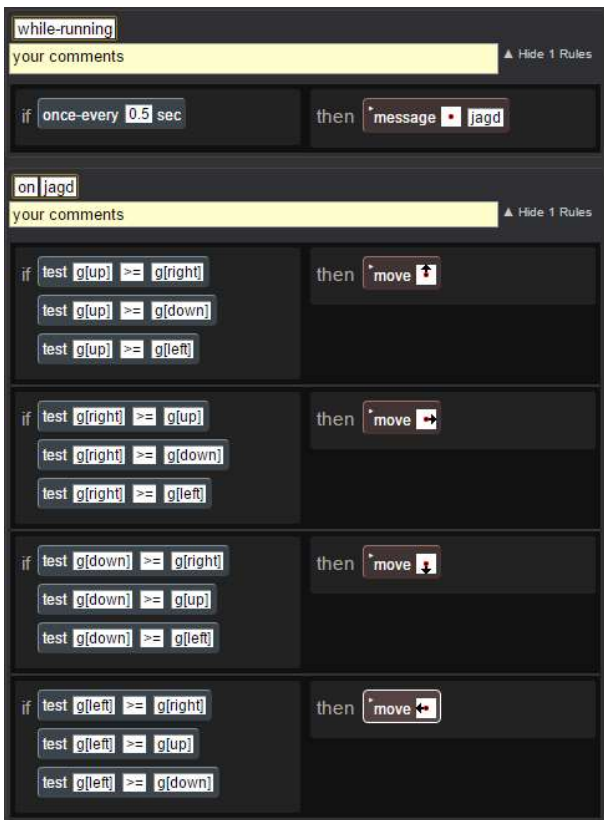 while-running
your comments ▲ Hide 1 Rules
if once-every 0.5 sec then message jagd
on jagd
your comments ▲ Hide 1 Rules
if test g[up] >= g[right] then move
test g[up] >= g[down]
test g[up] >= g[left]
if test g[right] >= g[up] then move
test g[right] >= g[down]
test g[right] >= g[left]
if test g[down] >= g[right] then move
test g[down] >= g[up]
test g[down] >= g[left]
if test g[left] >= g[right] then move
test g[left] >= g[up]
test g[left] >= g[down]